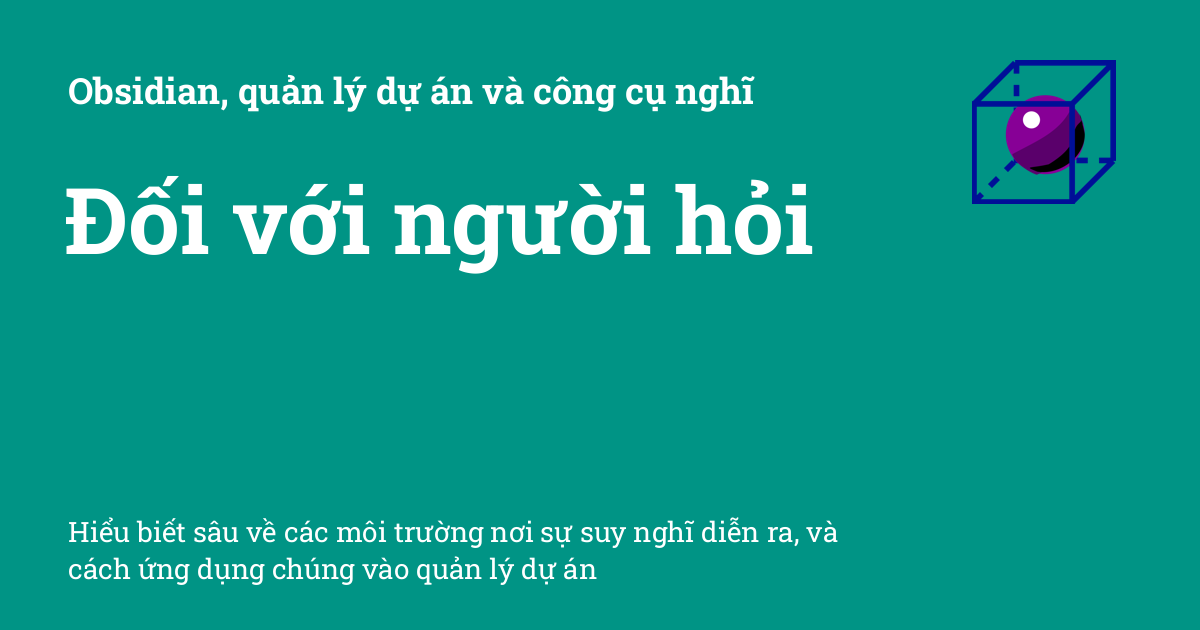 Obsidian, quản lý dự án và công cụ nghĩ
Đối với người hỏi
Hiểu biết sâu về các môi trường nơi sự suy nghĩ diễn ra, và
cách ứng dụng chúng vào quản lý dự án